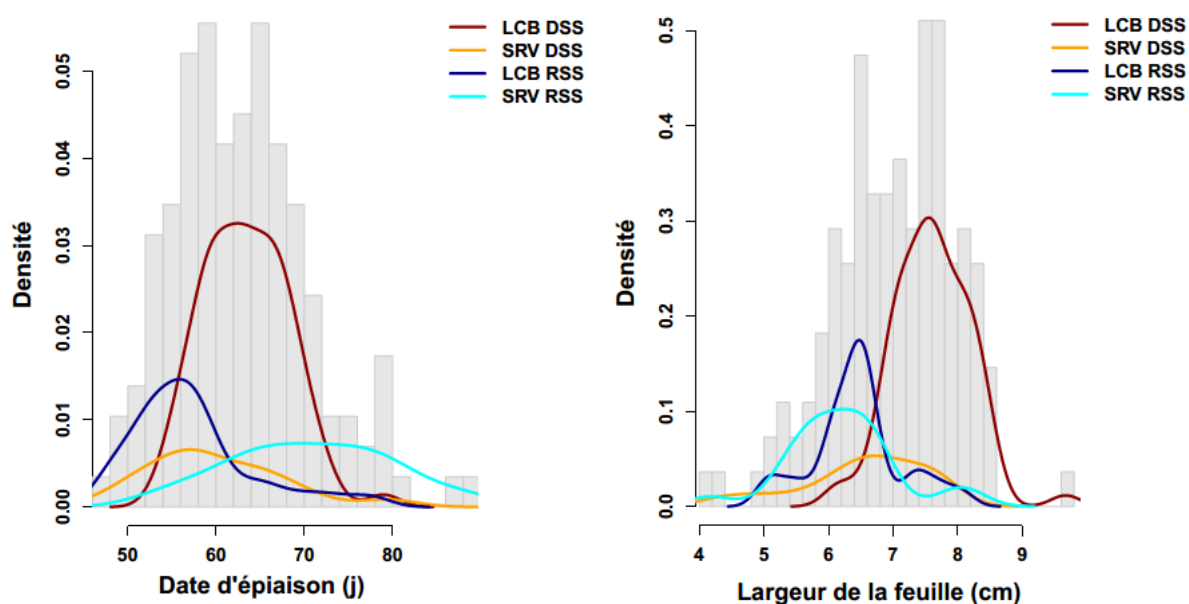 LCB DSS
SRV DSS
LCB RSS
SRV RSS
Densité
0.00
0.01
0.02
0.03
0.04
0.05
50 60 70 80
Date d'épiaison (j)
LCB DSS
SRV DSS
LCB RSS
SRV RSS
Densité
0.0
0.1
0.2
0.3
0.4
0.5
4 5 6 7 8 9
Largeur de la feuille (cm)